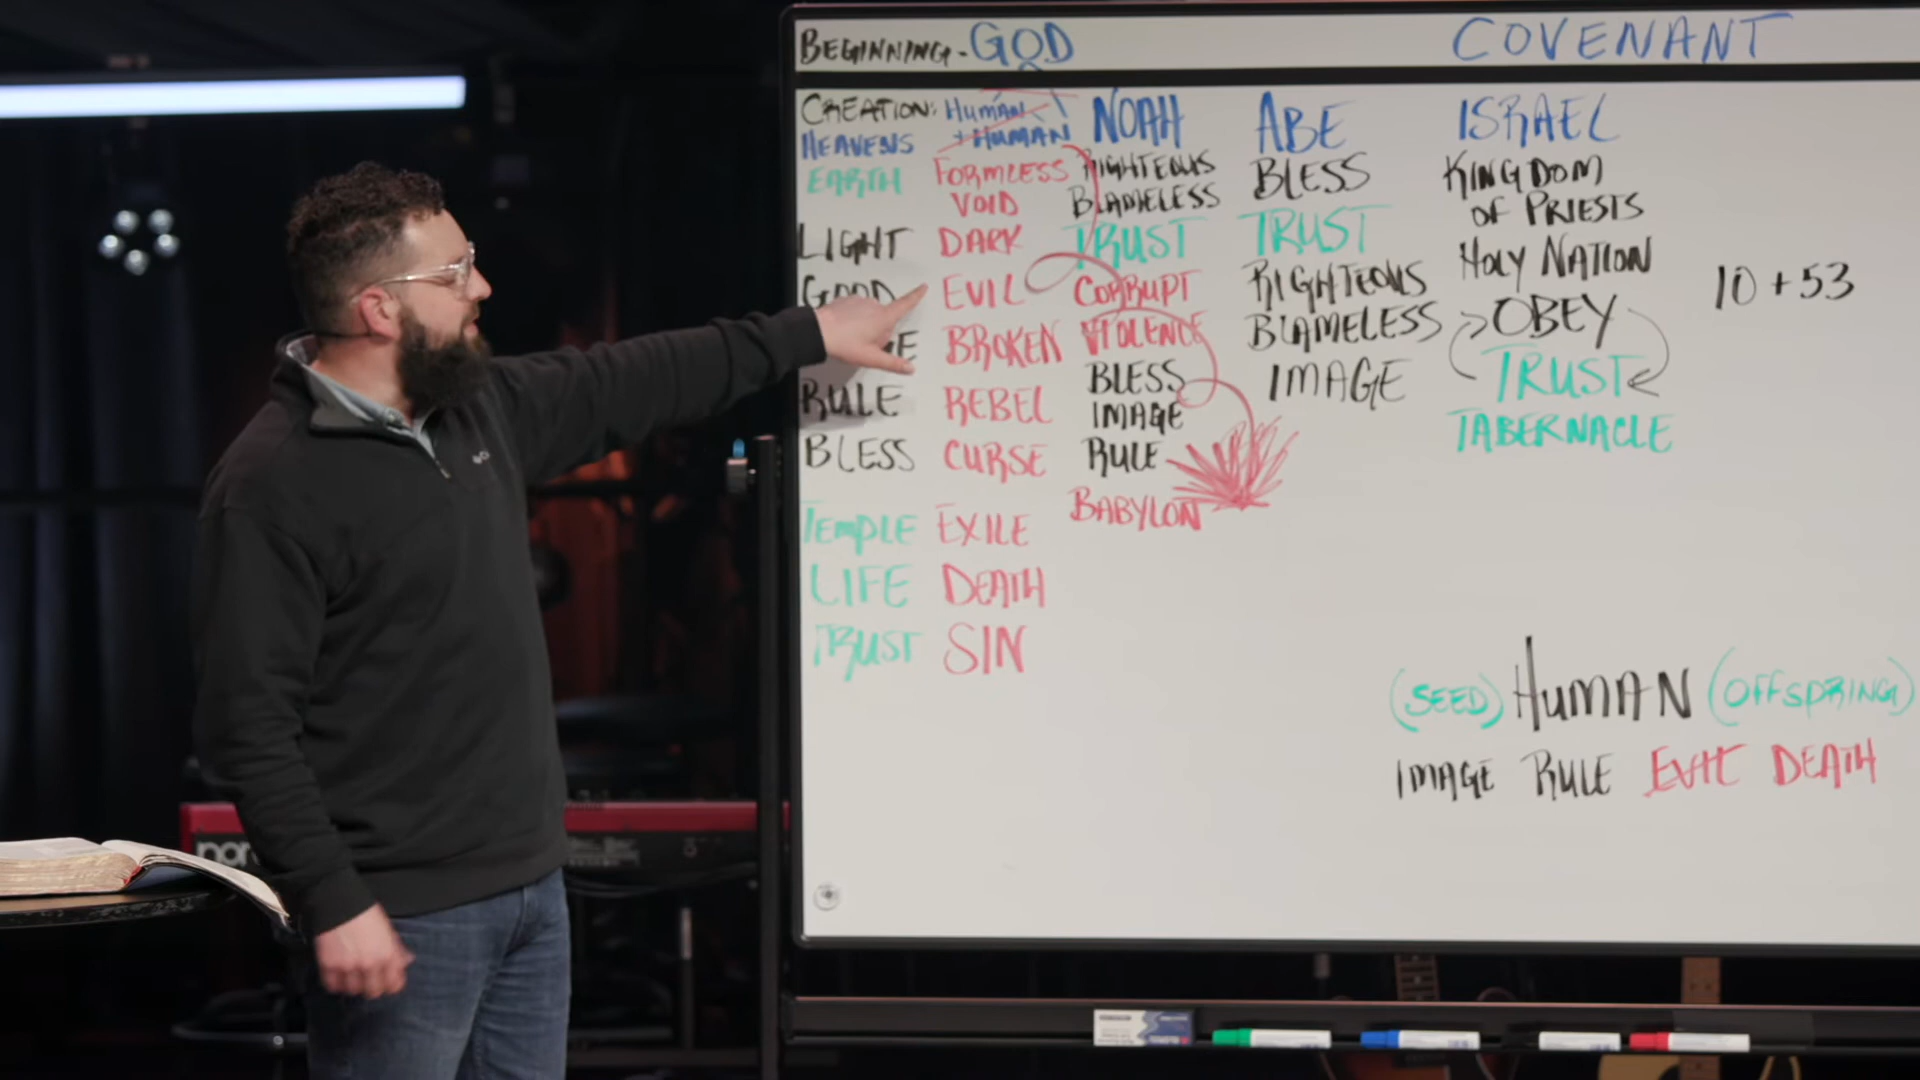 BEGINNING - GOD
COVENANT
CREATION:
HEAVENS
EARTH
LIGHT
GOOD
RULE
BLESS
TEMPLE
LIFE
TRUST
HUMAN
+ HUMAN
FORMLESS
VOID
DARK
EVIL
BROKEN
REBEL
CURSE
EXILE
DEATH
SIN
NOAH
RIGHTEOUS
BLAMELESS
TRUST
CORRUPT
VIOLENCE
BLESS
IMAGE
RULE
BABYLON
ABE
BLESS
TRUST
RIGHTEOUS
BLAMELESS
IMAGE
ISRAEL
KINGDOM
OF PRIESTS
HOLY NATION
OBEY
TRUST
TABERNACLE
10 + 53
(SEED) HUMAN (OFFSPRING)
IMAGE RULE EVIL DEATH
nor